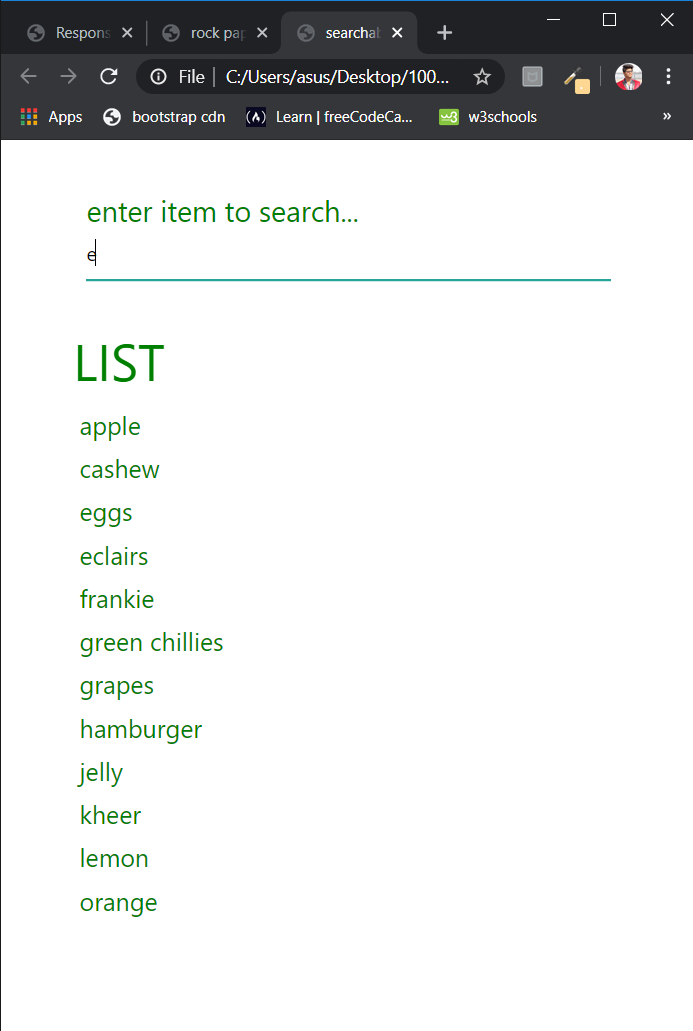 Respons
rock pap
searchab
File
C:/Users/asus/Desktop/100...
Apps
bootstrap cdn
Learn | freeCodeCa...
w3schools
enter item to search...
e
LIST
apple
cashew
eggs
eclairs
frankie
green chillies
grapes
hamburger
jelly
kheer
lemon
orange